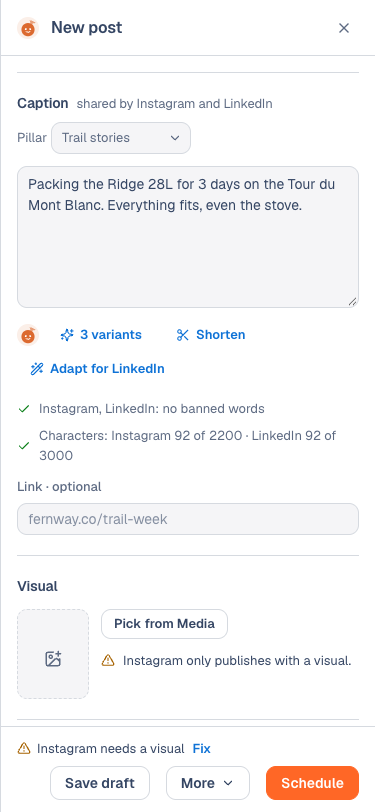 New post
Caption shared by Instagram and LinkedIn
Pillar Trail stories
Packing the Ridge 28L for 3 days on the Tour du
Mont Blanc. Everything fits, even the stove.
3 variants Shorten
Adapt for LinkedIn
Instagram, LinkedIn: no banned words
Characters: Instagram 92 of 2200 · LinkedIn 92 of
3000
Link · optional
fernway.co/trail-week
Visual
Pick from Media
Instagram only publishes with a visual.
Instagram needs a visual Fix
Save draft More Schedule